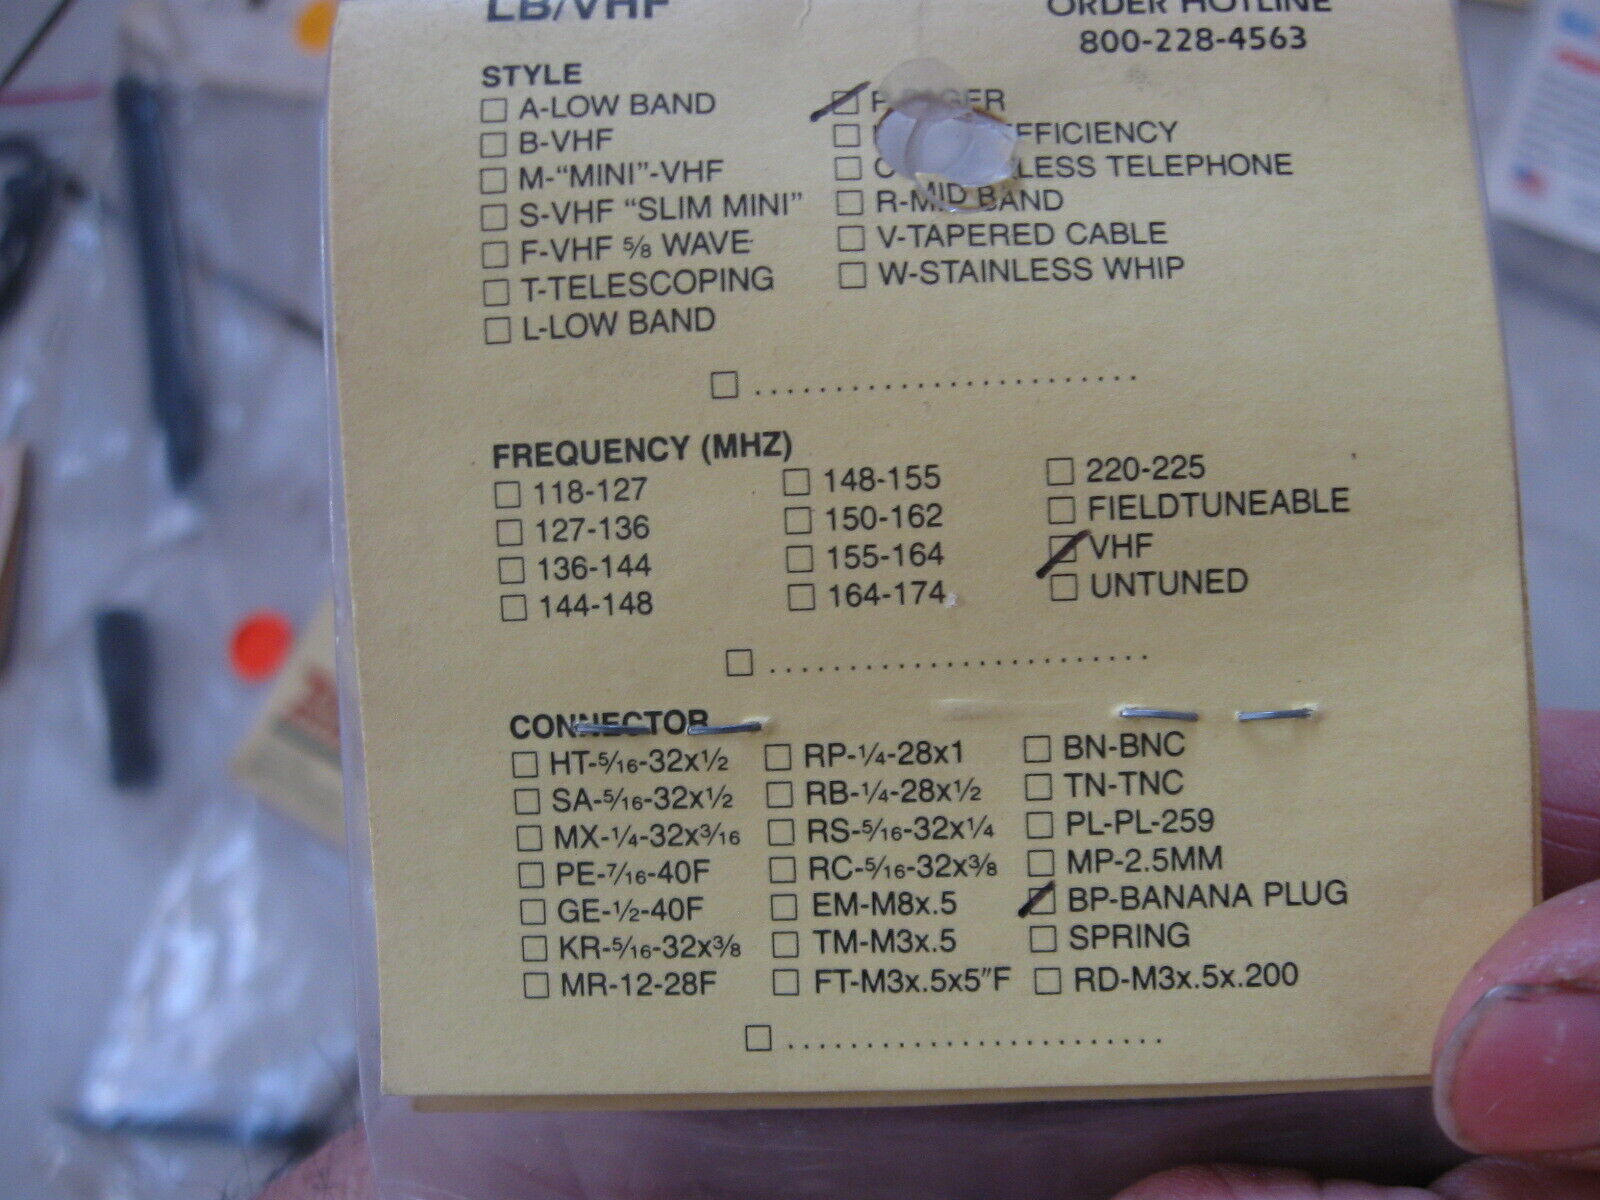 LB/VHF
ORDER HOTLINE
800-228-4563
STYLE
☐ A-LOW BAND
☐ B-VHF
☐ M-“MINI”-VHF
☐ S-VHF “SLIM MINI”
☐ F-VHF 5/8 WAVE
☐ T-TELESCOPING
☐ L-LOW BAND
☑ P-PAGER
☐ EFFICIENCY
☐ TELEPHONE
☐ R-MID BAND
☐ V-TAPERED CABLE
☐ W-STAINLESS WHIP
☐ ........................
FREQUENCY (MHZ)
☐ 118-127
☐ 127-136
☐ 136-144
☐ 144-148
☐ 148-155
☐ 150-162
☐ 155-164
☐ 164-174
☐ 220-225
☐ FIELDTUNEABLE
☑ VHF
☐ UNTUNED
☐ ........................
CONNECTOR
☐ HT-5/16-32x1/2
☐ SA-5/16-32x1/2
☐ MX-1/4-32x3/16
☐ PE-7/16-40F
☐ GE-1/2-40F
☐ KR-5/16-32x3/8
☐ MR-12-28F
☐ RP-1/4-28x1
☐ RB-1/4-28x1/2
☐ RS-5/16-32x1/4
☐ RC-5/16-32x3/8
☐ EM-M8x.5
☐ TM-M3x.5
☐ FT-M3x.5x5″F
☐ BN-BNC
☐ TN-TNC
☐ PL-PL-259
☐ MP-2.5MM
☑ BP-BANANA PLUG
☐ SPRING
☐ RD-M3x.5x.200
☐ ........................